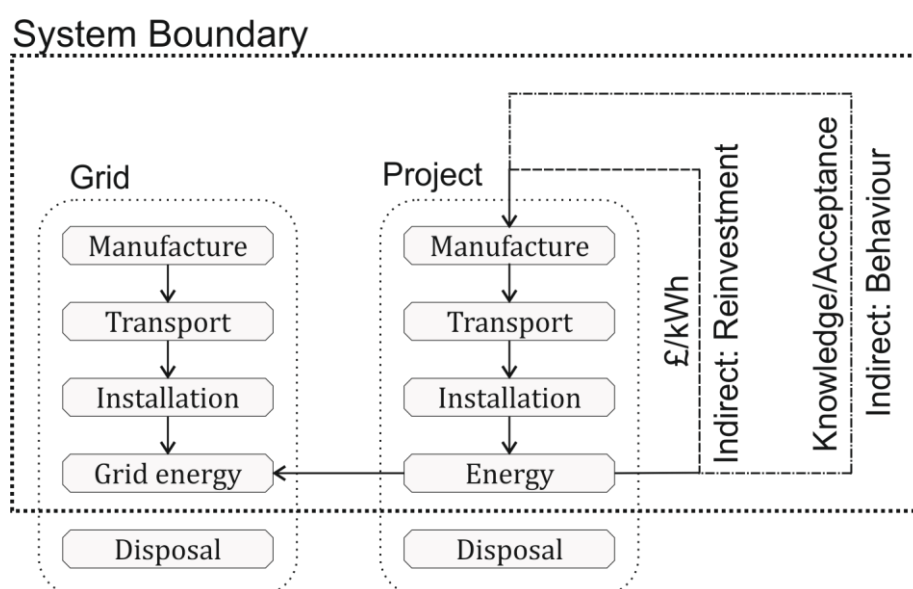 System Boundary
Grid
Manufacture
Transport
Installation
Grid energy
Disposal
Project
Manufacture
Transport
Installation
Energy
Disposal
£/kWh
Indirect: Reinvestment
Knowledge/Acceptance
Indirect: Behaviour